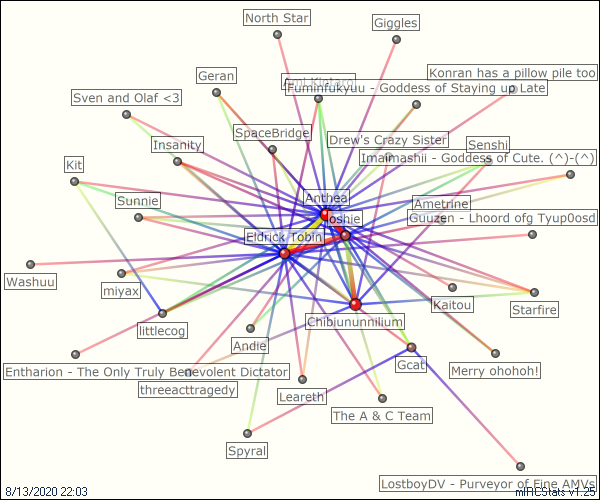 North Star
Giggles
Geran
Ami Kintaro
Konran has a pillow pile too
Fuminfukyuu - Goddess of Staying up Late
Sven and Olaf <3
SpaceBridge
Insanity
Drew's Crazy Sister
Senshi
Imaimashii - Goddess of Cute. (^)-(^)
Kit
Sunnie
Anthea
Ametrine
Joshie
Guuzen - Lhoord ofg Tyup0osd
Eldrick Tobin
Washuu
miyax
Kaitou
Starfire
littlecog
Chibiununnilium
Andie
Gcat
Entharion - The Only Truly Benevolent Dictator
Merry ohohoh!
threeacttragedy
Leareth
The A & C Team
Spyral
LostboyDV - Purveyor of Fine AMVs
8/13/2020 22:03
mIRCStats v1.25